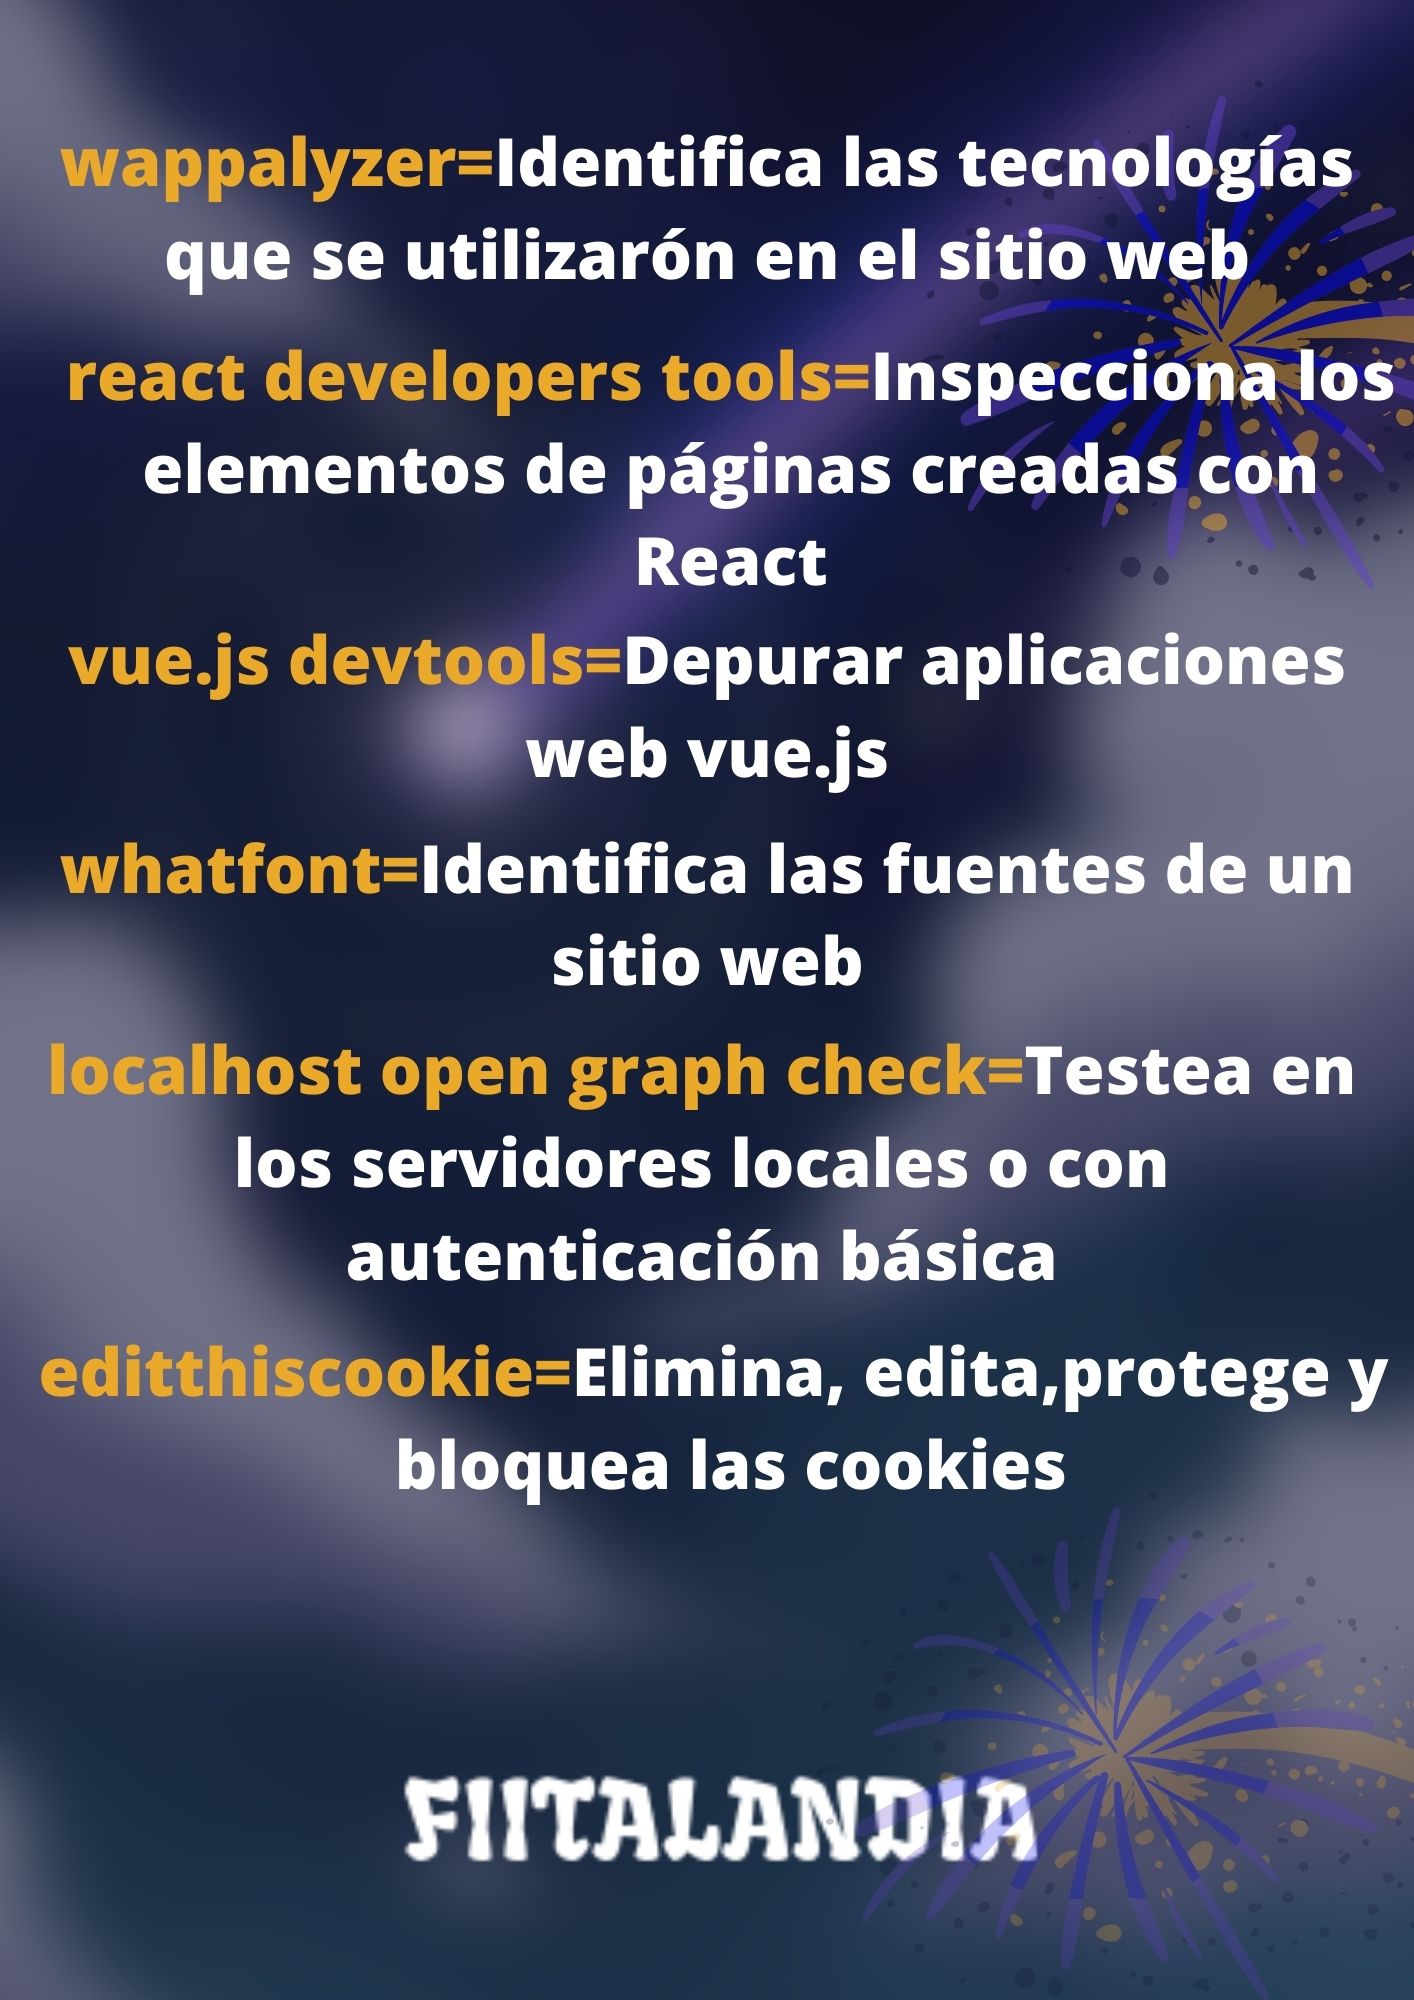 wappalyzer=Identifica las tecnologías
que se utilizarón en el sitio web
react developers tools=Inspecciona los
elementos de páginas creadas con
React
vue.js devtools=Depurar aplicaciones
web vue.js
whatfont=Identifica las fuentes de un
sitio web
localhost open graph check=Testea en
los servidores locales o con
autenticación básica
editthiscookie=Elimina, edita,protege y
bloquea las cookies
FIITALANDIA